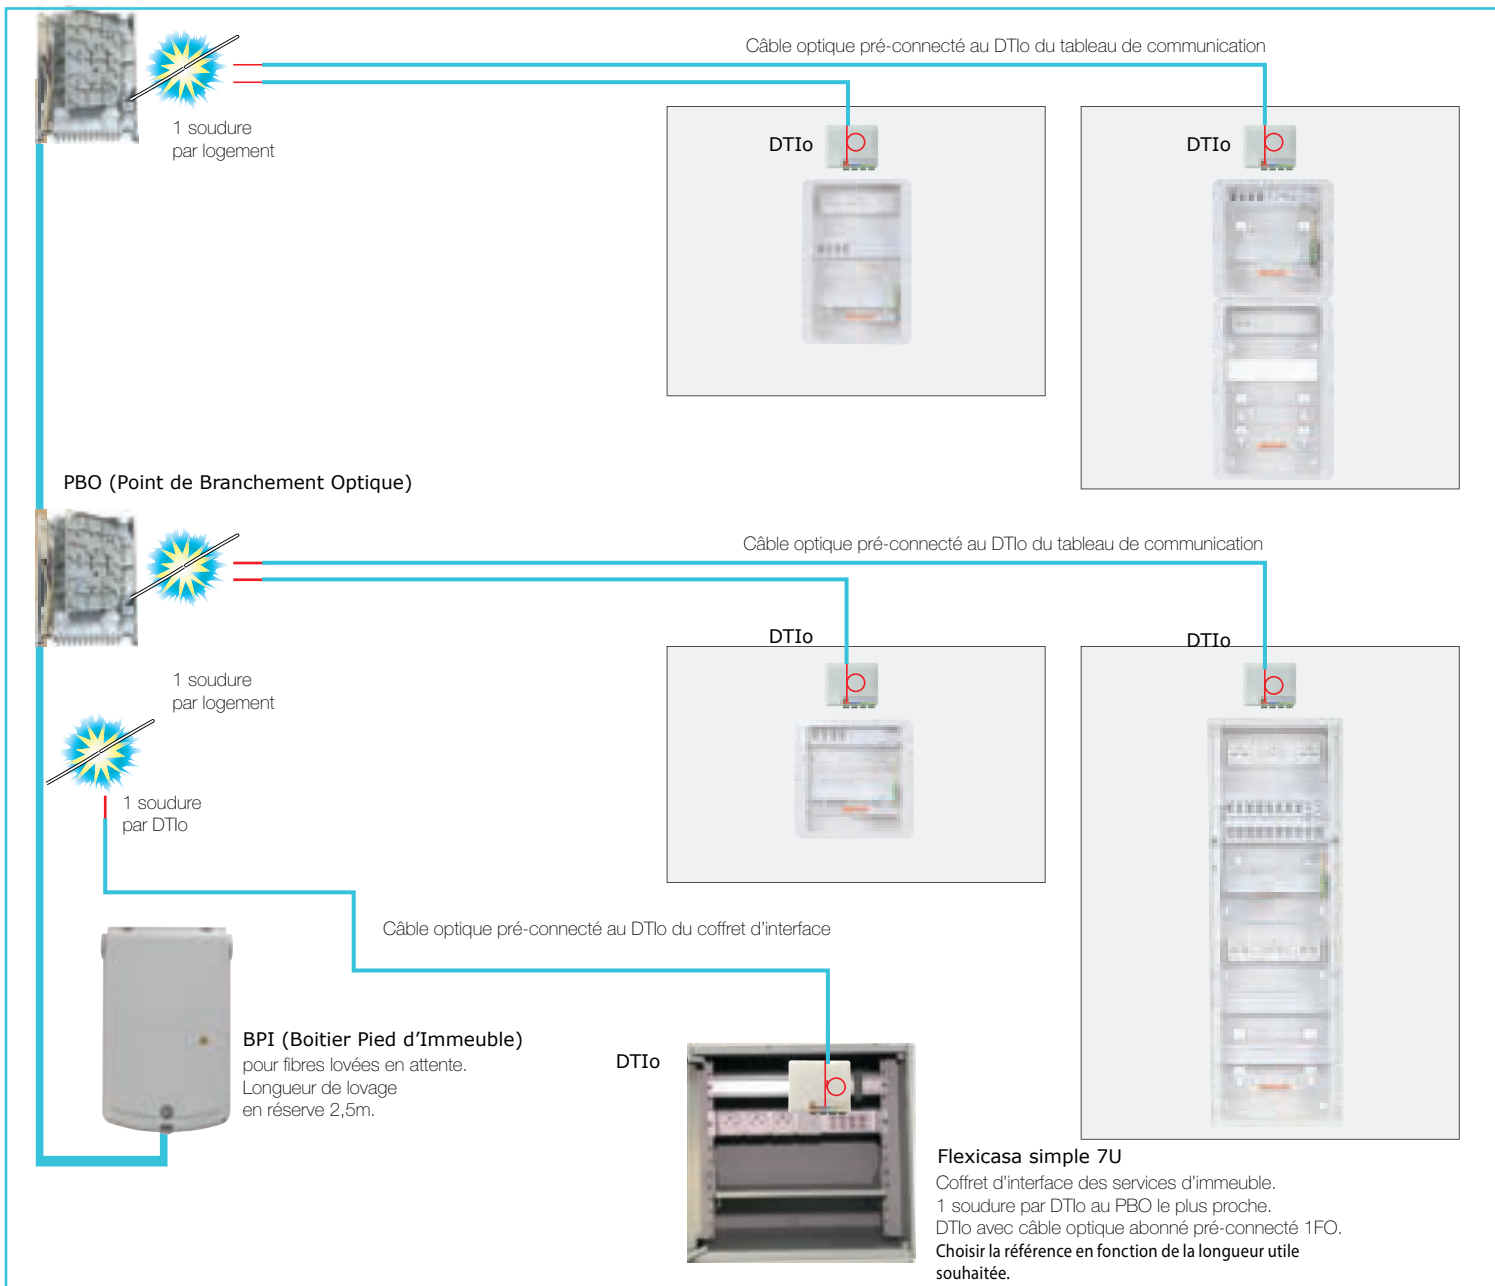 Câble optique pré-connecté au DTIo du tableau de communication
1 soudure
par logement
DTIo
DTIo
PBO (Point de Branchement Optique)
Câble optique pré-connecté au DTIo du tableau de communication
DTIo
DTIo
1 soudure
par logement
1 soudure
par DTIo
Câble optique pré-connecté au DTIo du coffret d’interface
BPI (Boitier Pied d’Immeuble)
pour fibres lovées en attente.
Longueur de lovage
en réserve 2,5m.
DTIo
Flexicasa simple 7U
Coffret d’interface des services d’immeuble.
1 soudure par DTIo au PBO le plus proche.
DTIo avec câble optique abonné pré-connecté 1FO.
Choisir la référence en fonction de la longueur utile
souhaitée.